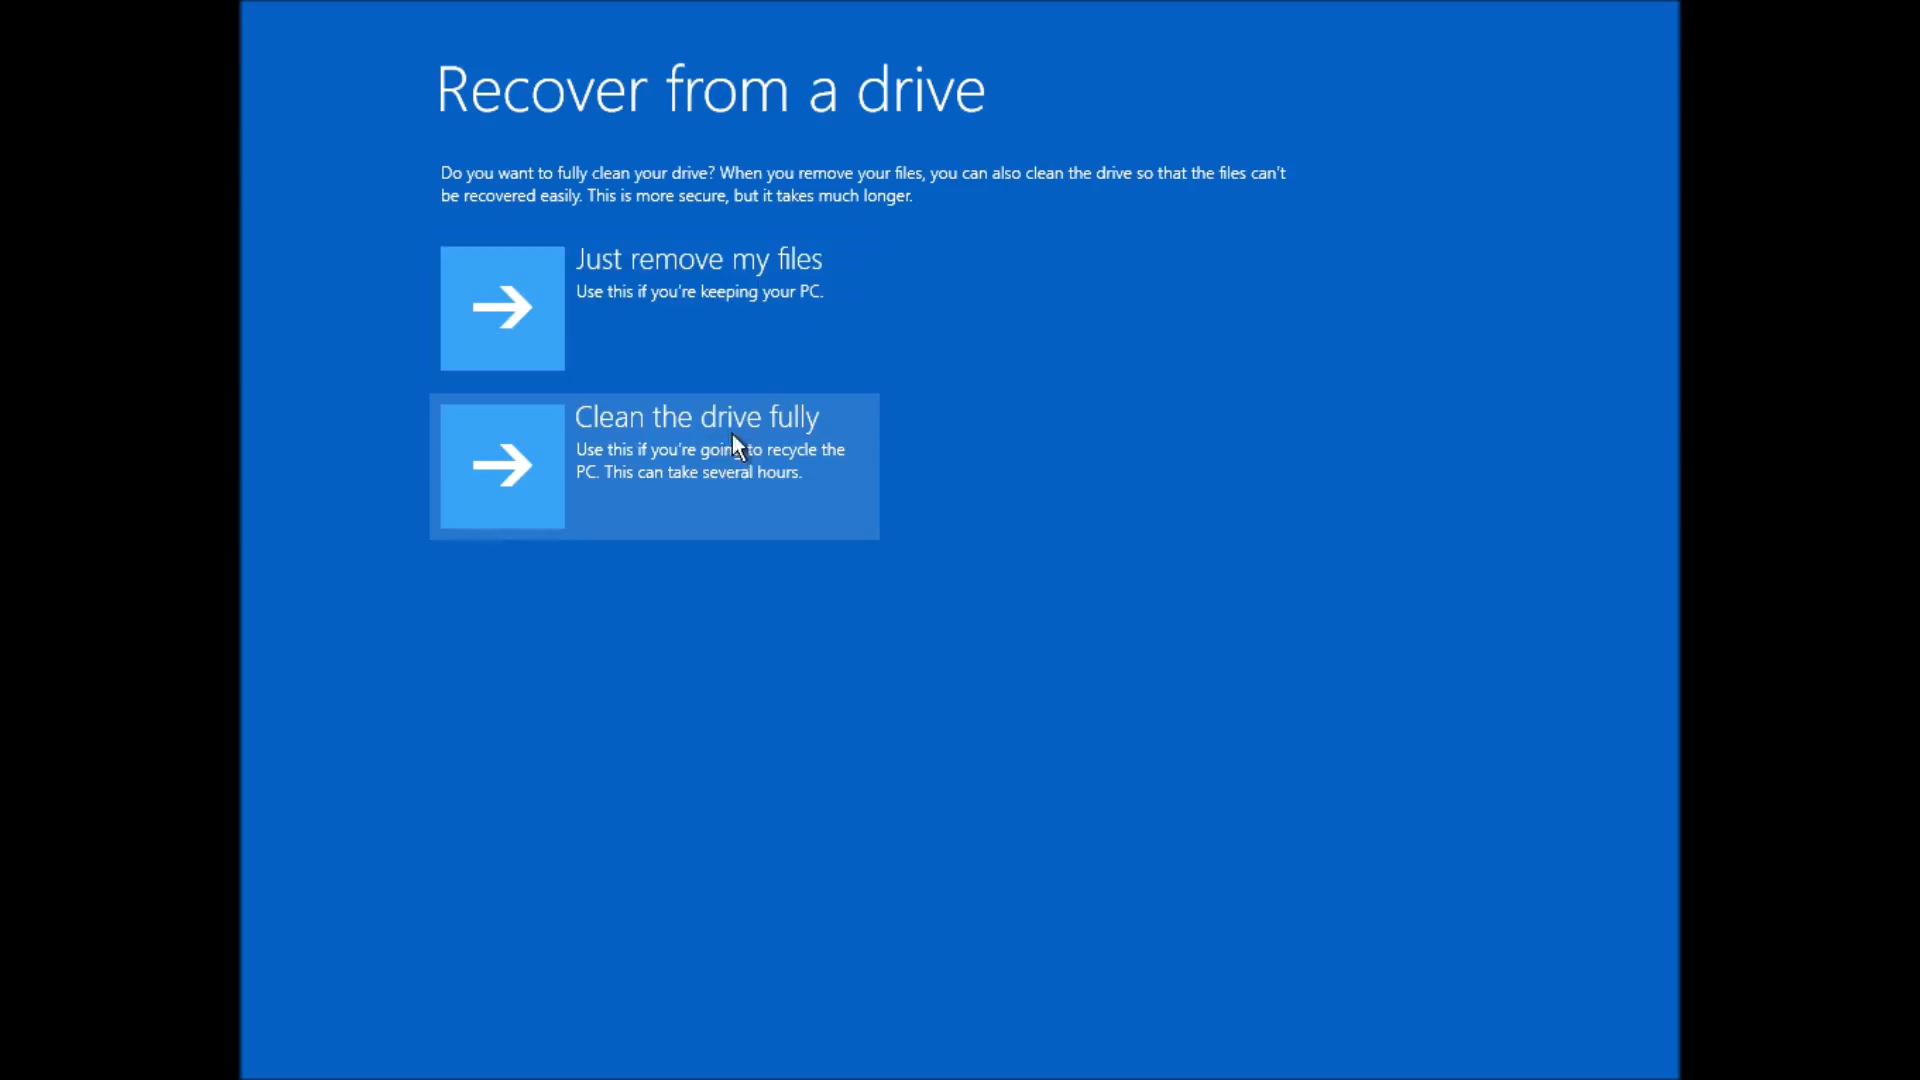 Recover from a drive
Do you want to fully clean your drive? When you remove your files, you can also clean the drive so that the files can't
be recovered easily. This is more secure, but it takes much longer.
Just remove my files
Use this if you're keeping your PC.
Clean the drive fully
Use this if you're going to recycle the
PC. This can take several hours.